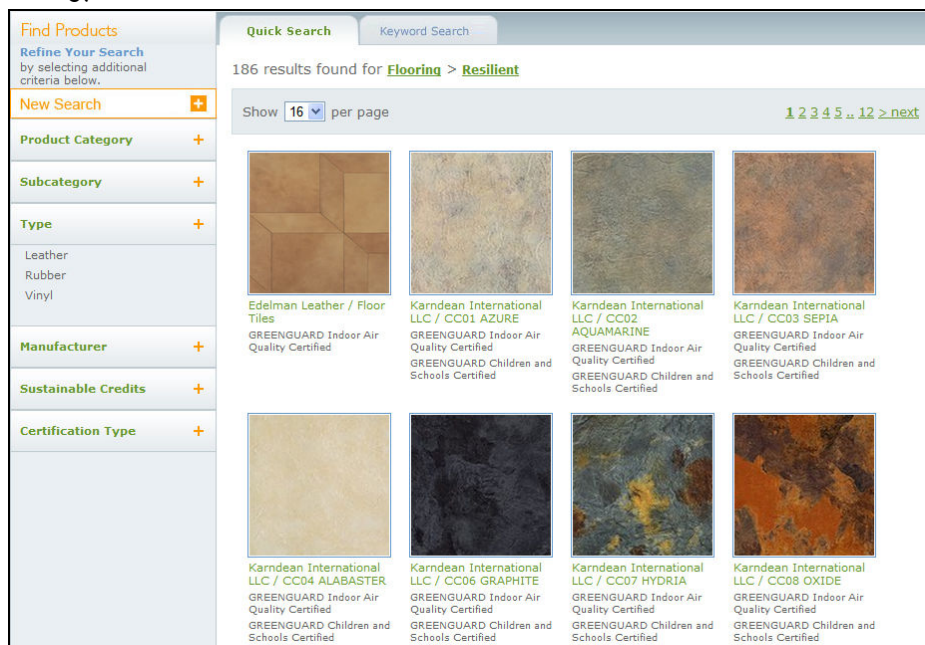 Find Products
Refine Your Search
by selecting additional
criteria below.
New Search +
Product Category +
Subcategory +
Type +
Leather
Rubber
Vinyl
Manufacturer +
Sustainable Credits +
Certification Type +
Quick Search
Keyword Search
186 results found for Flooring > Resilient
Show 16 per page
1 2 3 4 5 .. 12 > next
Edelman Leather / Floor
Tiles
GREENGUARD Indoor Air
Quality Certified
Karndean International
LLC / CC01 AZURE
GREENGUARD Indoor Air
Quality Certified
GREENGUARD Children and
Schools Certified
Karndean International
LLC / CC02
AQUAMARINE
GREENGUARD Indoor Air
Quality Certified
GREENGUARD Children and
Schools Certified
Karndean International
LLC / CC03 SEPIA
GREENGUARD Indoor Air
Quality Certified
GREENGUARD Children and
Schools Certified
Karndean International
LLC / CC04 ALABASTER
GREENGUARD Indoor Air
Quality Certified
GREENGUARD Children and
Schools Certified
Karndean International
LLC / CC06 GRAPHITE
GREENGUARD Indoor Air
Quality Certified
GREENGUARD Children and
Schools Certified
Karndean International
LLC / CC07 HYDRIA
GREENGUARD Indoor Air
Quality Certified
GREENGUARD Children and
Schools Certified
Karndean International
LLC / CC08 OXIDE
GREENGUARD Indoor Air
Quality Certified
GREENGUARD Children and
Schools Certified